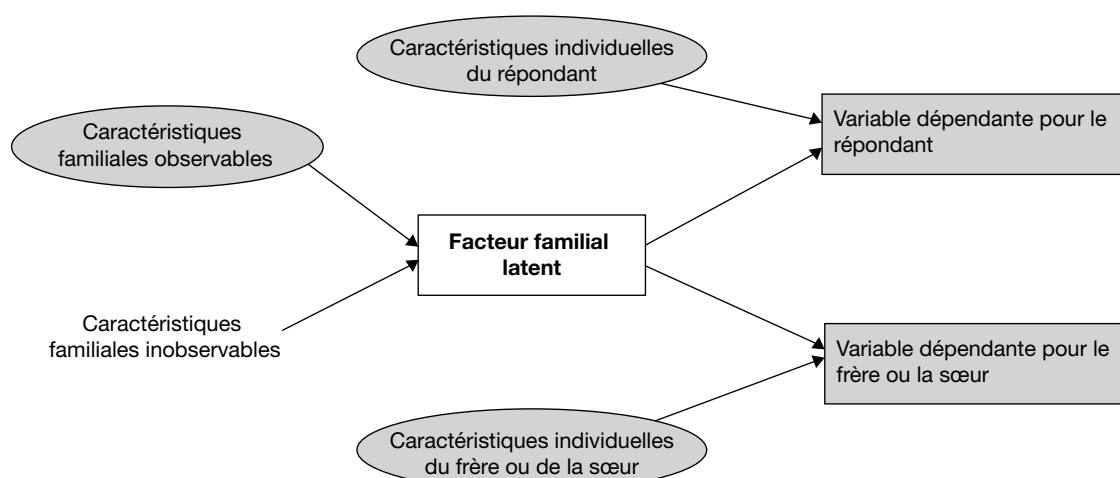 Caractéristiques individuelles
du répondant
Variable dépendante pour le
répondant
Caractéristiques
familiales observables
Facteur familial
latent
Caractéristiques
familiales inobservables
Variable dépendante pour le
frère ou la sœur
Caractéristiques individuelles
du frère ou de la sœur